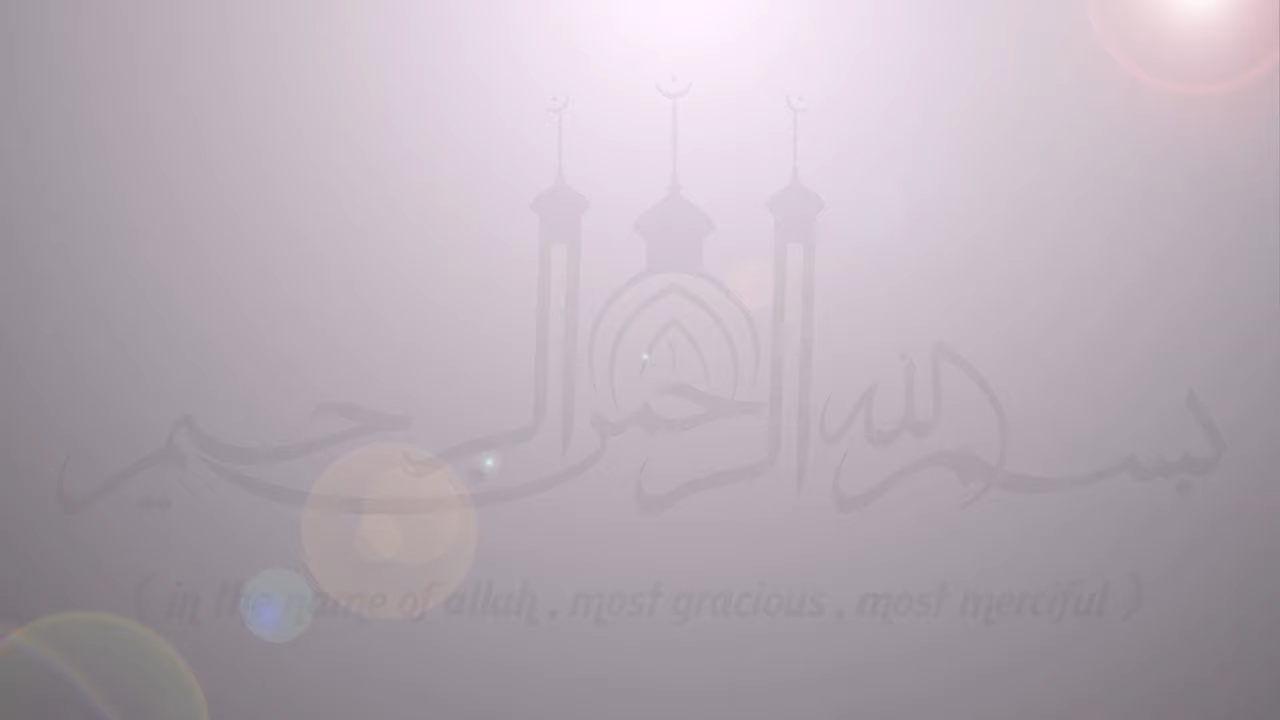 بسم الله الرحمن الرحيم
( in the name of allah , most gracious , most merciful )